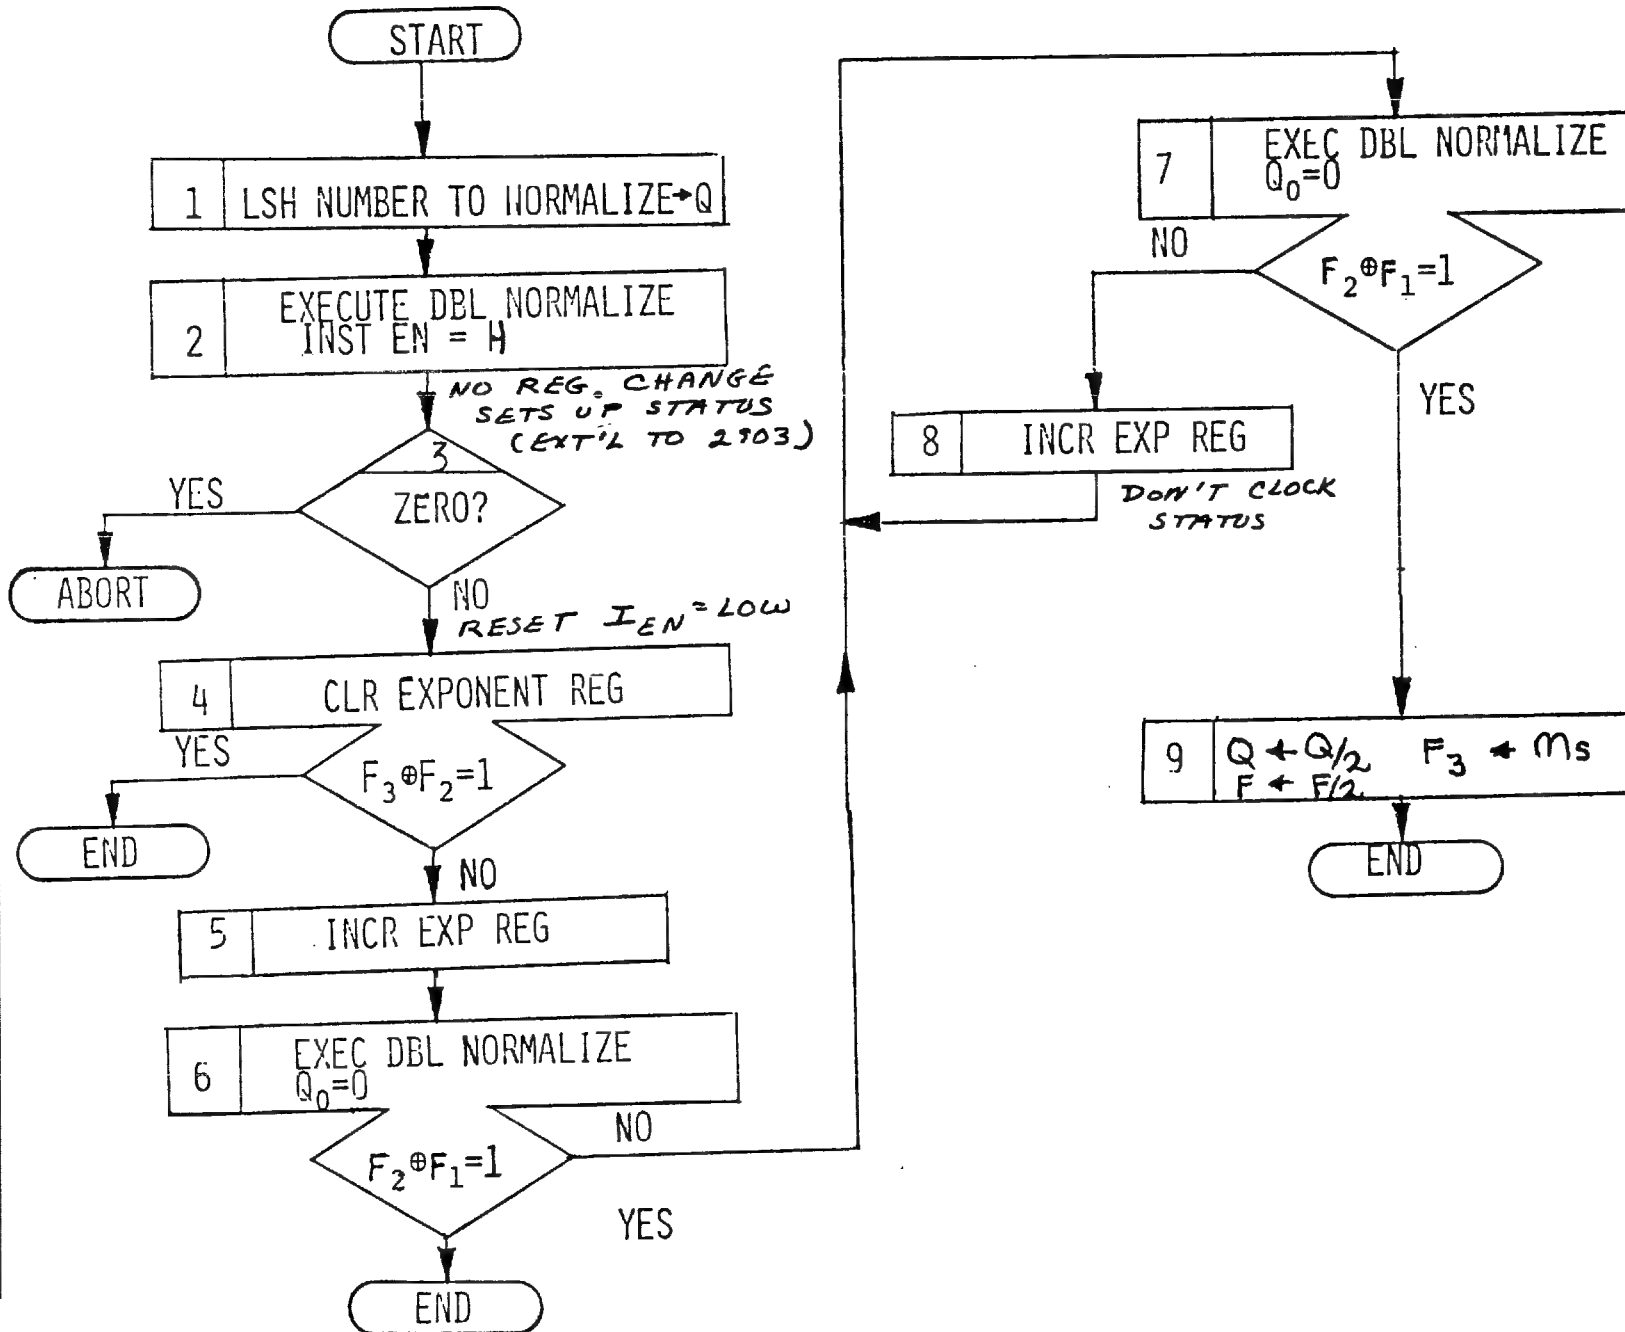 START
1 LSH NUMBER TO NORMALIZE→Q
2 EXECUTE DBL NORMALIZE
INST EN = H
NO REG. CHANGE
SETS UP STATUS
(EXT'L TO 2903)
3
ZERO?
YES
ABORT
NO
RESET I_EN = LOW
4 CLR EXPONENT REG
YES
F₃⊕F₂=1
END
NO
5 INCR EXP REG
6 EXEC DBL NORMALIZE
Q₀=0
NO
F₂⊕F₁=1
YES
END
7 EXEC DBL NORMALIZE
Q₀=0
NO
F₂⊕F₁=1
YES
8 INCR EXP REG
DON'T CLOCK
STATUS
9 Q ← Q/2 F₃ ← Ms
F ← F/2
END